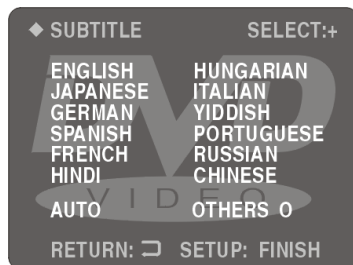 ◆ SUBTITLE SELECT:+
ENGLISH HUNGARIAN
JAPANESE ITALIAN
GERMAN YIDDISH
SPANISH PORTUGUESE
FRENCH RUSSIAN
HINDI CHINESE
VIDEO
AUTO OTHERS 0
RETURN: ⊃ SETUP: FINISH